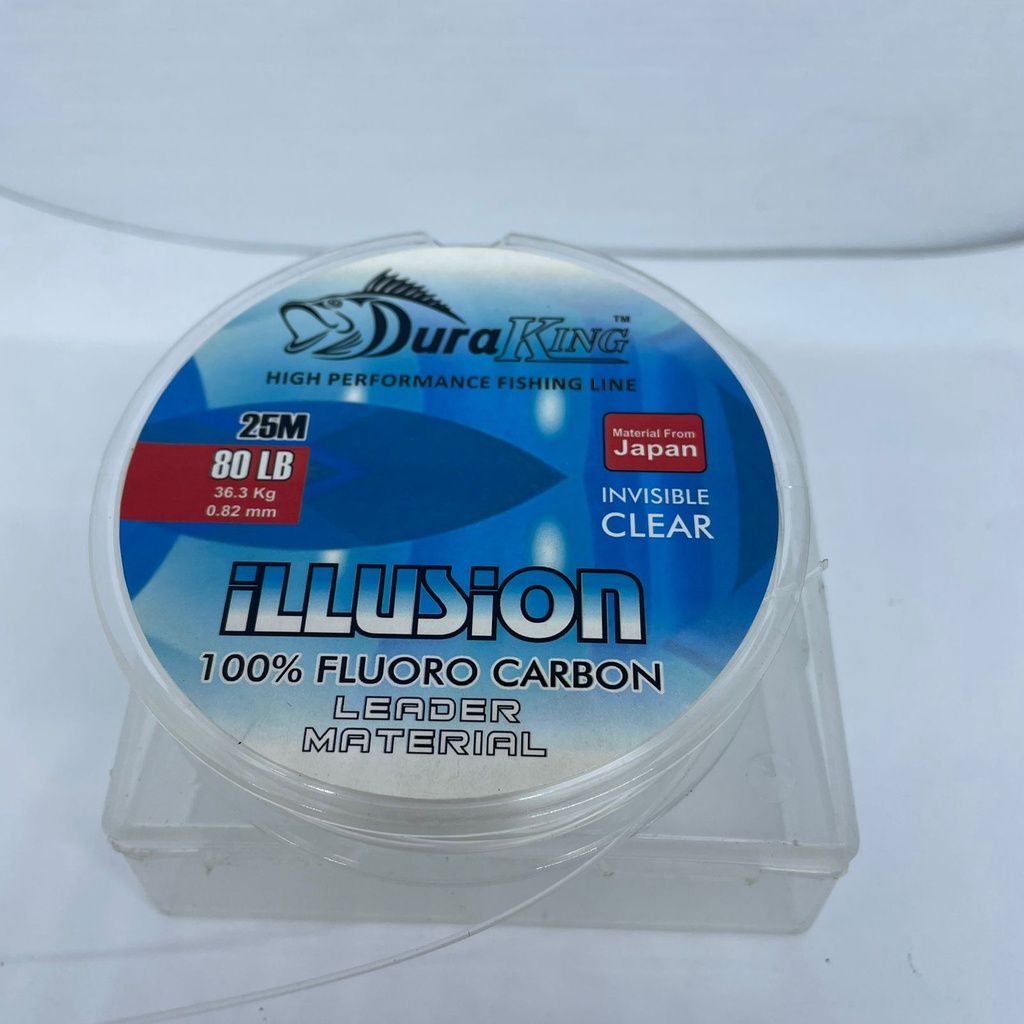 DuraKing™
HIGH PERFORMANCE FISHING LINE
25M
80 LB
36.3 Kg
0.82 mm
Material From
Japan
INVISIBLE
CLEAR
iLLUSiON
100% FLUORO CARBON
LEADER
MATERIAL